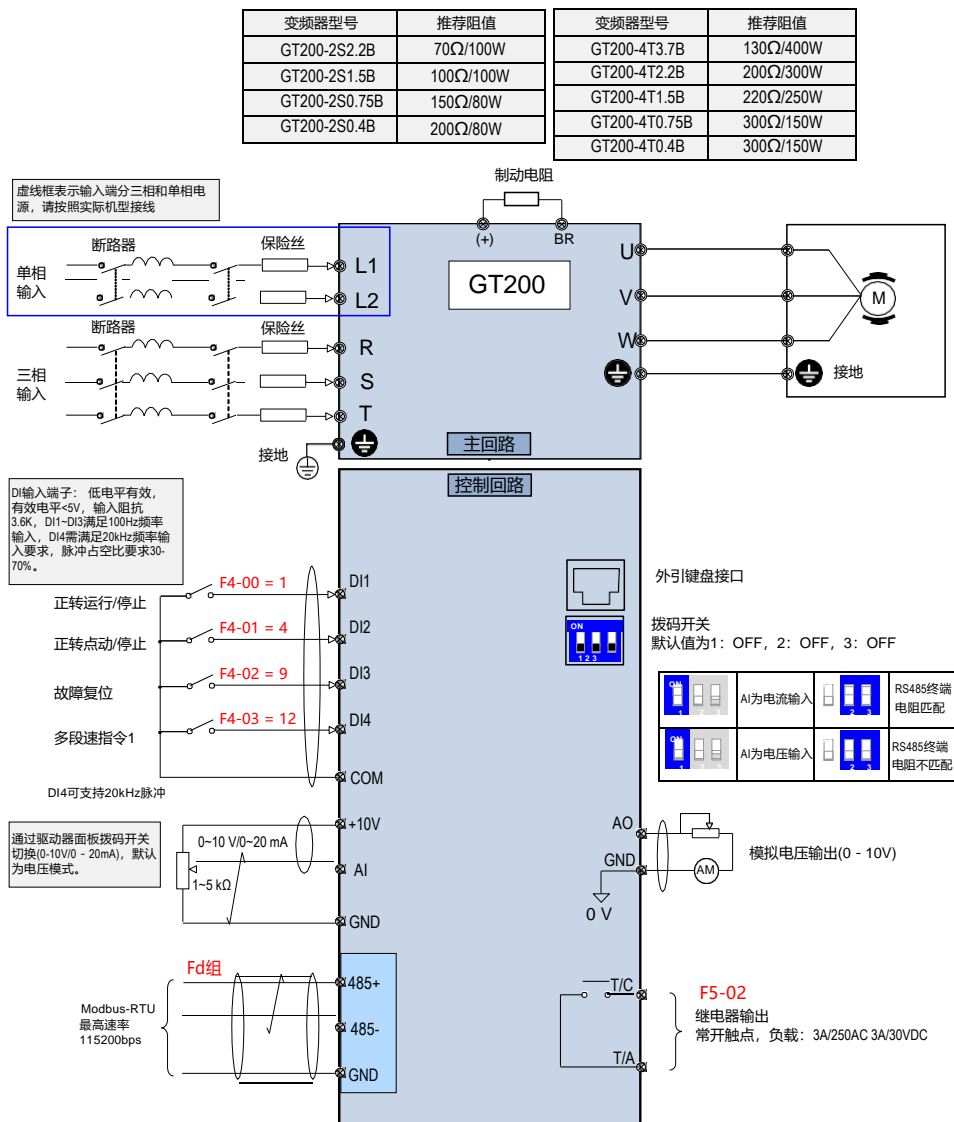 变频器型号 推荐阻值
GT200-2S2.2B 70Ω/100W
GT200-2S1.5B 100Ω/100W
GT200-2S0.75B 150Ω/80W
GT200-2S0.4B 200Ω/80W
变频器型号 推荐阻值
GT200-4T3.7B 130Ω/400W
GT200-4T2.2B 200Ω/300W
GT200-4T1.5B 220Ω/250W
GT200-4T0.75B 300Ω/150W
GT200-4T0.4B 300Ω/150W
虚线框表示输入端分三相和单相电
源，请按照实际机型接线
制动电阻
(+) BR
GT200
断路器 保险丝
单相
输入
L1
L2
断路器 保险丝
三相
输入
R
S
T
接地
U
V
W
M
接地
主回路
控制回路
DI输入端子： 低电平有效，
有效电平<5V，输入阻抗
3.6K，DI1~DI3满足100Hz频率
输入，DI4需满足20kHz频率输
入要求，脉冲占空比要求30-
70%。
正转运行/停止 F4-00 = 1 DI1
正转点动/停止 F4-01 = 4 DI2
故障复位 F4-02 = 9 DI3
多段速指令1 F4-03 = 12 DI4
COM
DI4可支持20kHz脉冲
外引键盘接口
ON
1 2 3
拨码开关
默认值为1：OFF，2：OFF，3：OFF
ON
1 2 3
AI为电流输入
2 3
RS485终端
电阻匹配
ON
1 2 3
AI为电压输入
2 3
RS485终端
电阻不匹配
通过驱动器面板拨码开关
切换(0-10V/0 - 20mA)，默认
为电压模式。
+10V
0~10 V/0~20 mA
AI
1~5 kΩ
GND
AO
GND
AM
0 V
模拟电压输出(0 - 10V)
Fd组
485+
Modbus-RTU
最高速率
115200bps
485-
GND
T/C
T/A
F5-02
继电器输出
常开触点，负载：3A/250AC 3A/30VDC